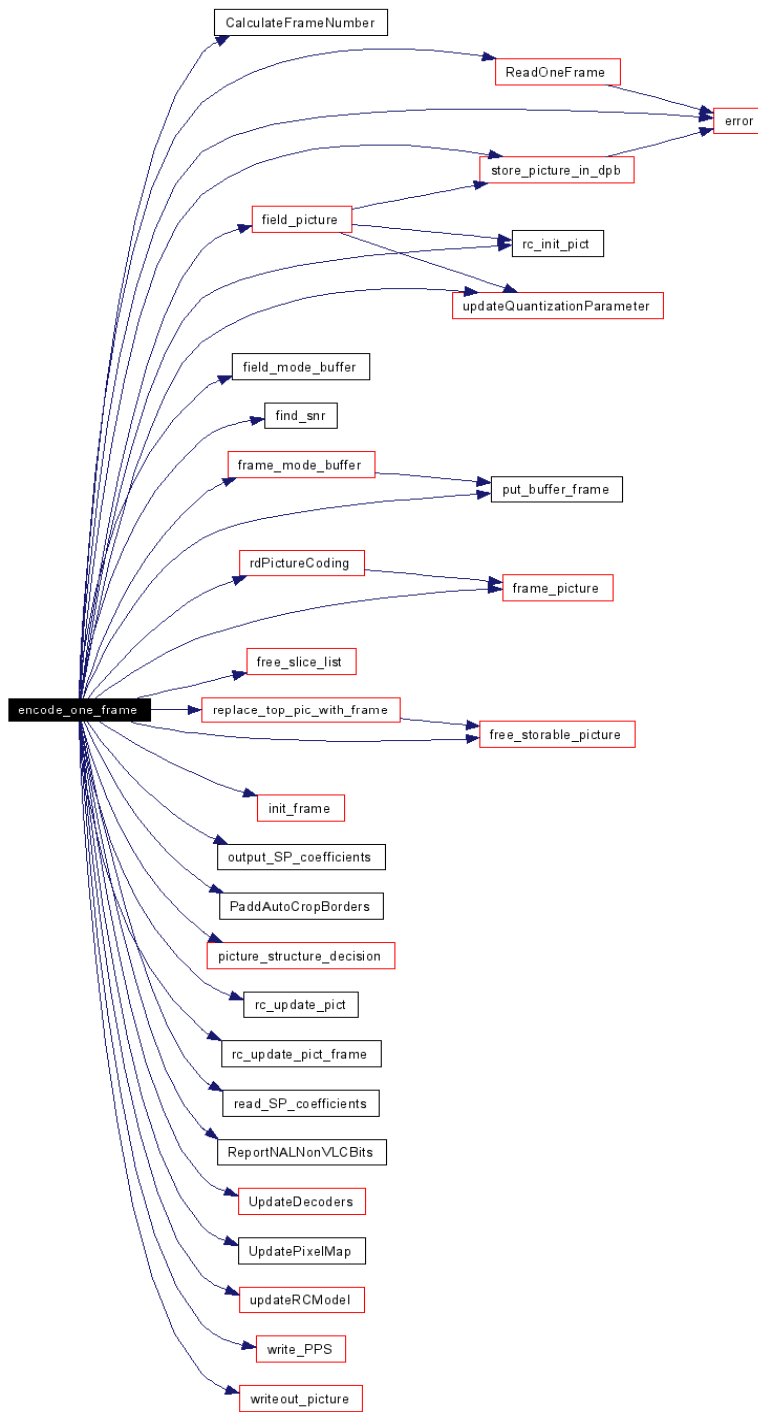 CalculateFrameNumber
ReadOneFrame
error
store_picture_in_dpb
field_picture
rc_init_pict
updateQuantizationParameter
field_mode_buffer
find_snr
frame_mode_buffer
put_buffer_frame
rdPictureCoding
frame_picture
free_slice_list
encode_one_frame
replace_top_pic_with_frame
free_storable_picture
init_frame
output_SP_coefficients
PaddAutoCropBorders
picture_structure_decision
rc_update_pict
rc_update_pict_frame
read_SP_coefficients
ReportNALNonVLCBits
UpdateDecoders
UpdatePixelMap
updateRCModel
write_PPS
writeout_picture